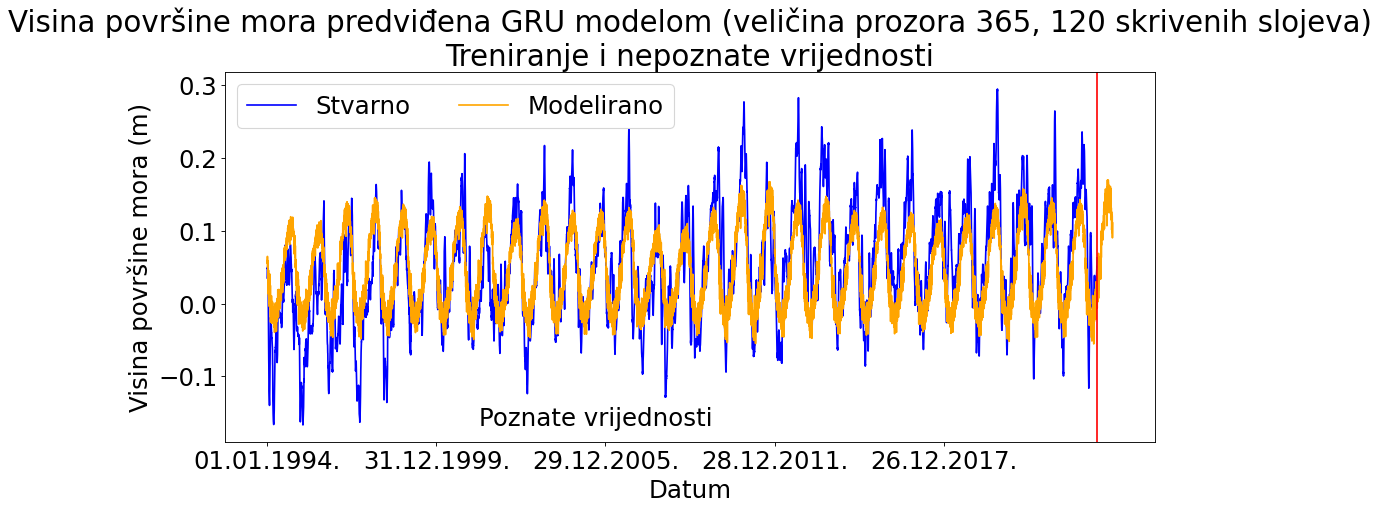 Visina površine mora predviđena GRU modelom (veličina prozora 365, 120 skrivenih slojeva)
Treniranje i nepoznate vrijednosti
Stvarno
Modelirano
Visina površine mora (m)
0.3
0.2
0.1
0.0
−0.1
Poznate vrijednosti
01.01.1994.
31.12.1999.
29.12.2005.
28.12.2011.
26.12.2017.
Datum